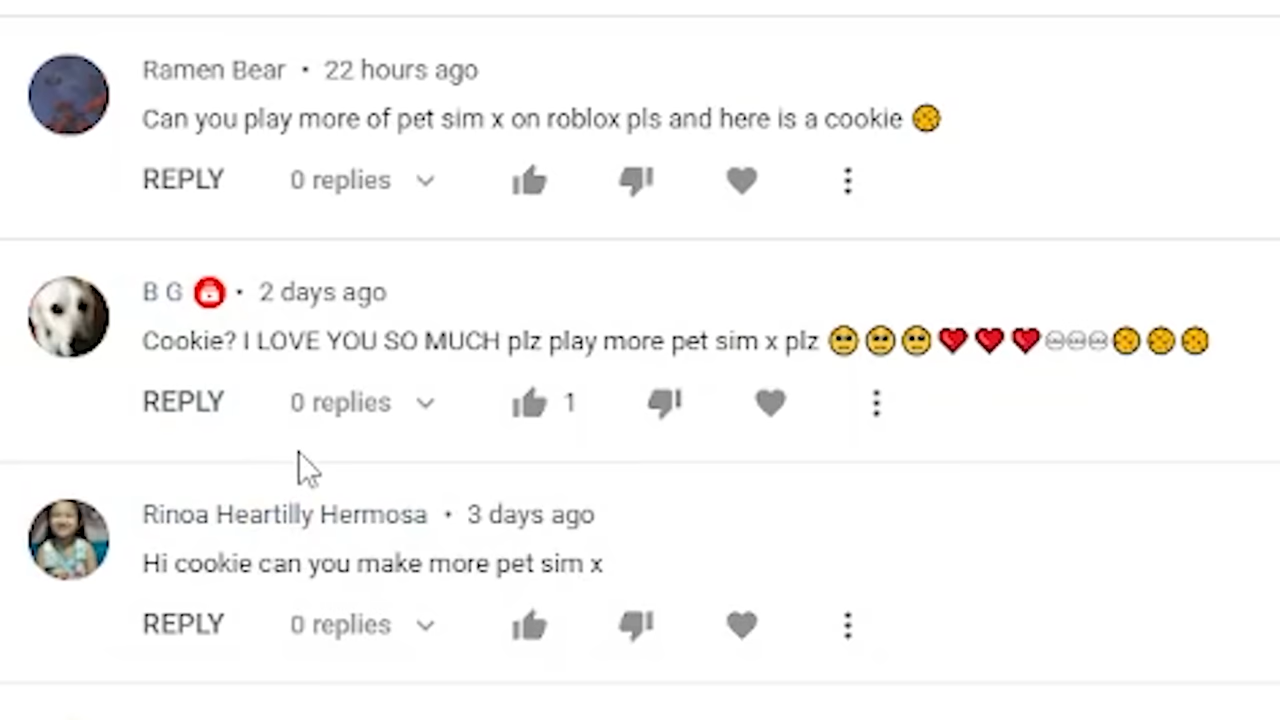 Ramen Bear • 22 hours ago
Can you play more of pet sim x on roblox pls and here is a cookie 🍪
REPLY 0 replies
B G • 2 days ago
Cookie? I LOVE YOU SO MUCH plz play more pet sim x plz 🥺🥺🥺❤️❤️❤️♾♾♾🍪🍪🍪
REPLY 0 replies 1
Rinoa Heartilly Hermosa • 3 days ago
Hi cookie can you make more pet sim x
REPLY 0 replies